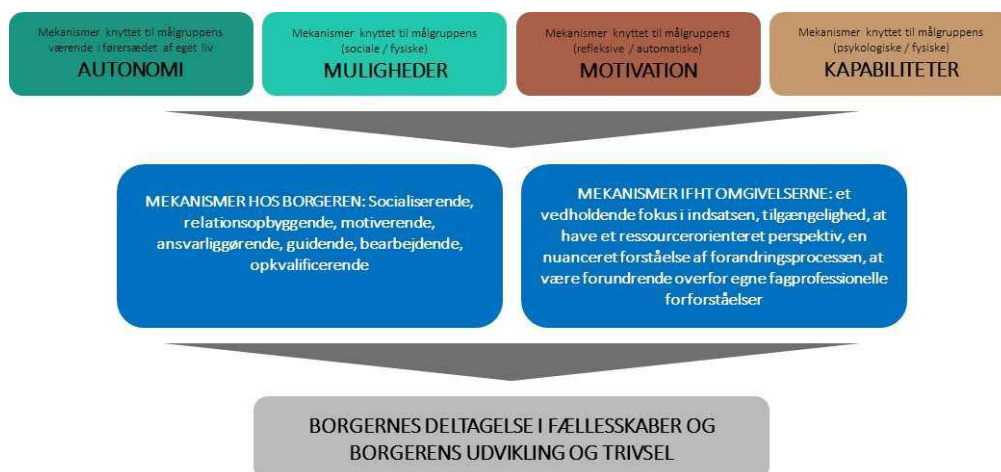 Mekanismer knyttet til målgruppens
værende i førersædet af eget liv
AUTONOMI
Mekanismer knyttet til målgruppens
(sociale / fysiske)
MULIGHEDER
Mekanismer knyttet til målgruppens
(refleksive / automatiske)
MOTIVATION
Mekanismer knyttet til målgruppens
(psykologiske / fysiske)
KAPABILITETER
MEKANISMER HOS BORGEREN: Socialiserende,
relationsopbyggende, motiverende,
ansvarliggørende, guidende, bearbejdende,
opkvalificerende
MEKANISMER IFHT OMGIVELSERNE: et
vedholdende fokus i indsatsen, tilgængelighed, at
have et ressourcerorienteret perspektiv, en
nuanceret forståelse af forandringsprocessen, at
være forundrende overfor egne fagprofessionelle
forforståelser
BORGERNES DELTAGELSE I FÆLLESSKABER OG
BORGERENS UDVIKLING OG TRIVSEL